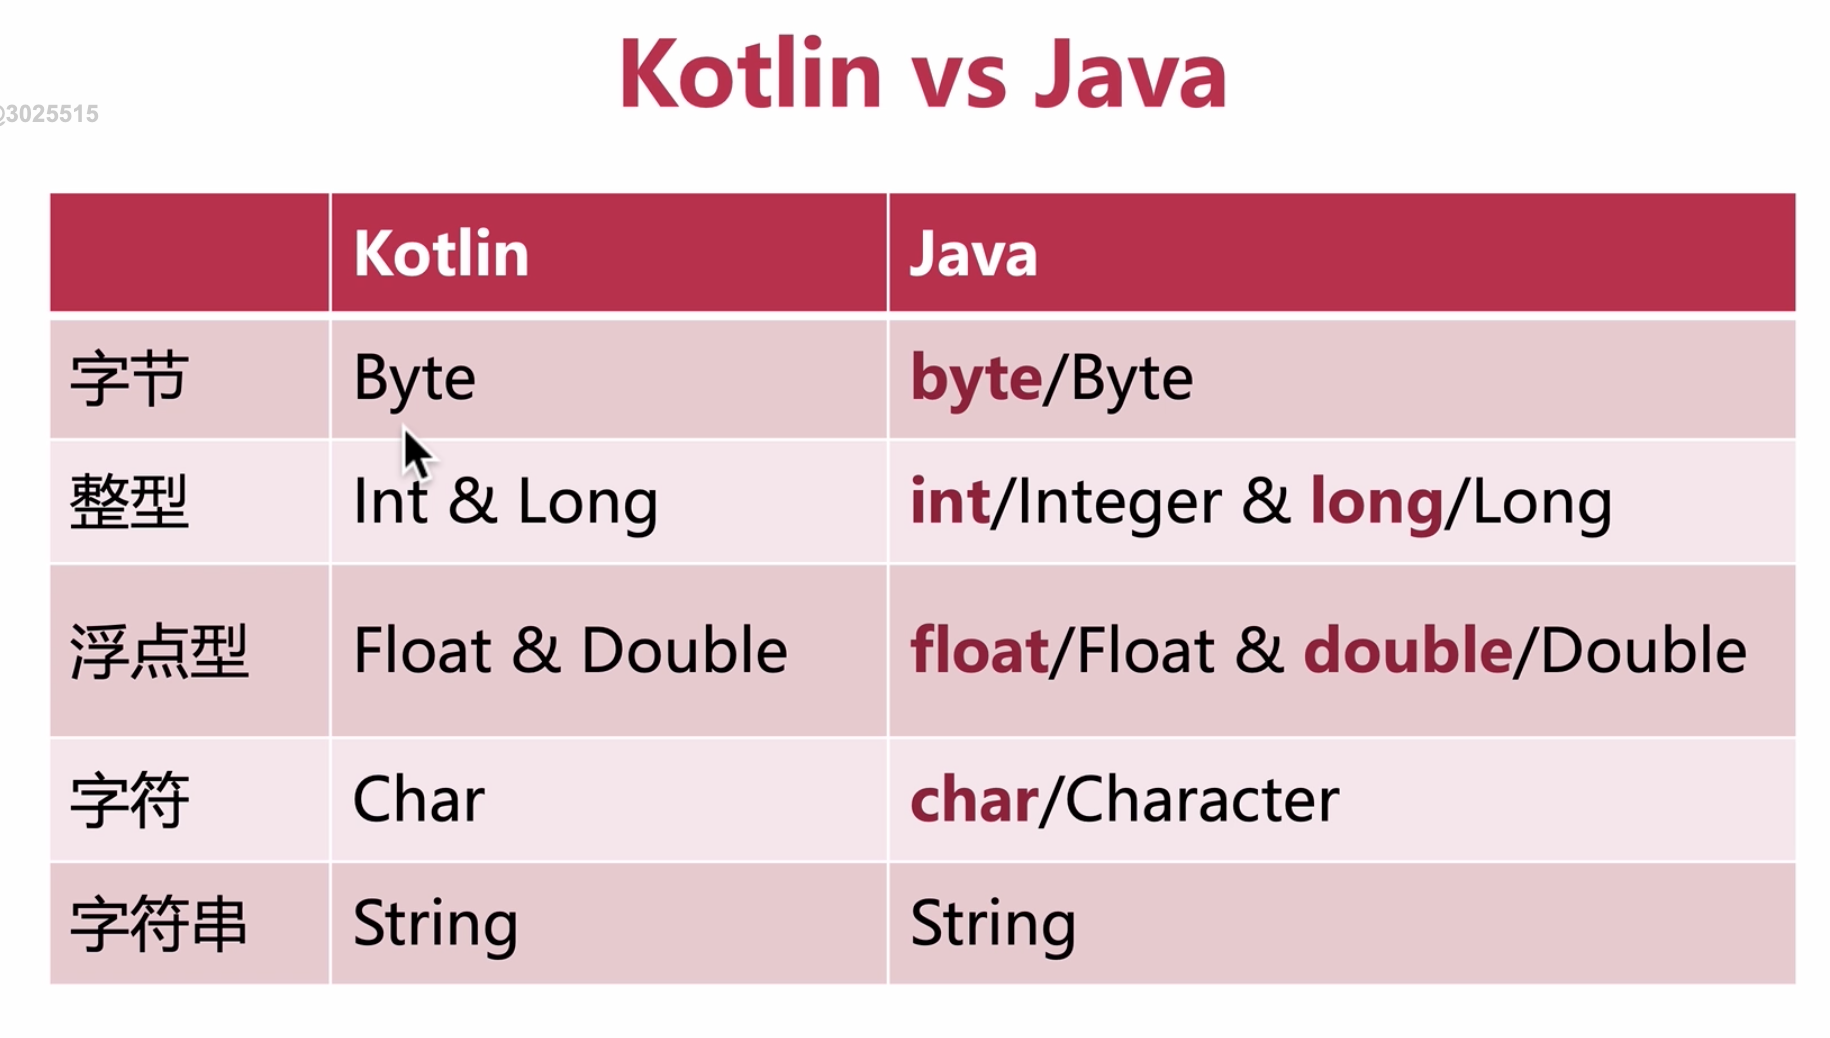 Kotlin vs Java
@3025515
Kotlin Java
字节 Byte byte/Byte
整型 Int & Long int/Integer & long/Long
浮点型 Float & Double float/Float & double/Double
字符 Char char/Character
字符串 String String